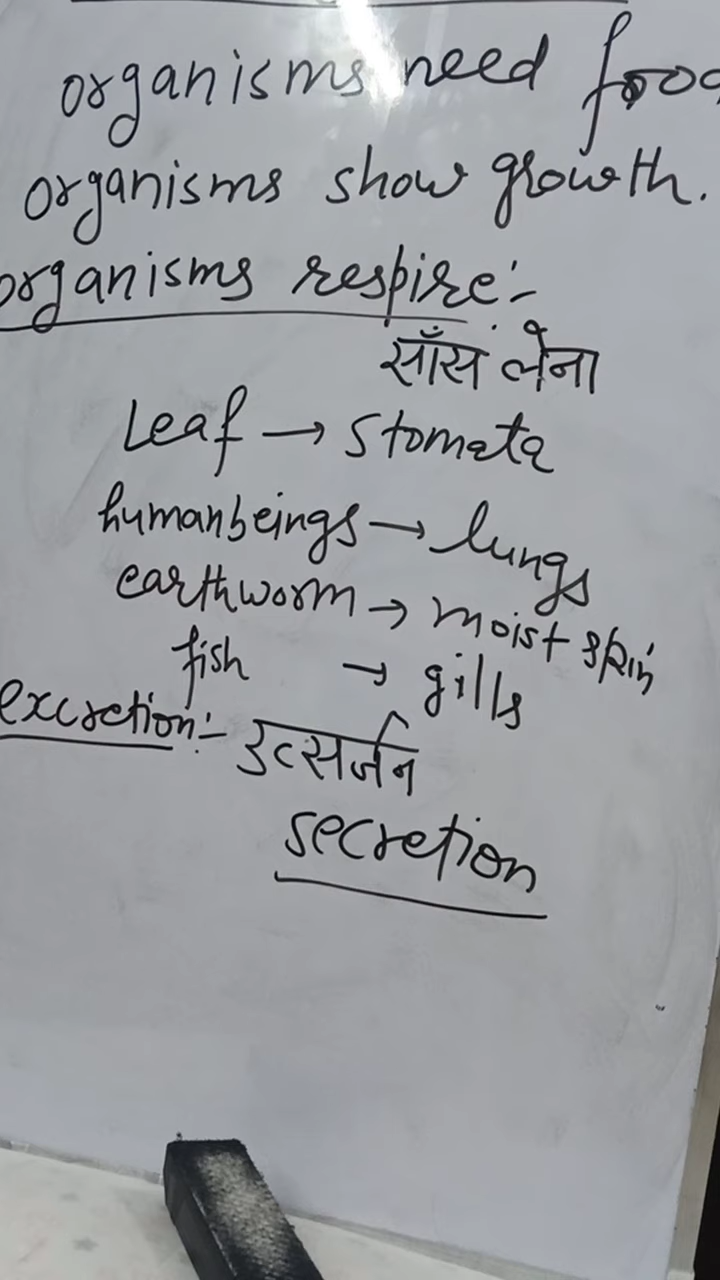 organisms need food
organisms show growth.
organisms respire:-
साँस लेना
Leaf → Stomata
humanbeings → lungs
earthworm → moist skin
fish → gills
excretion:- उत्सर्जन
secretion